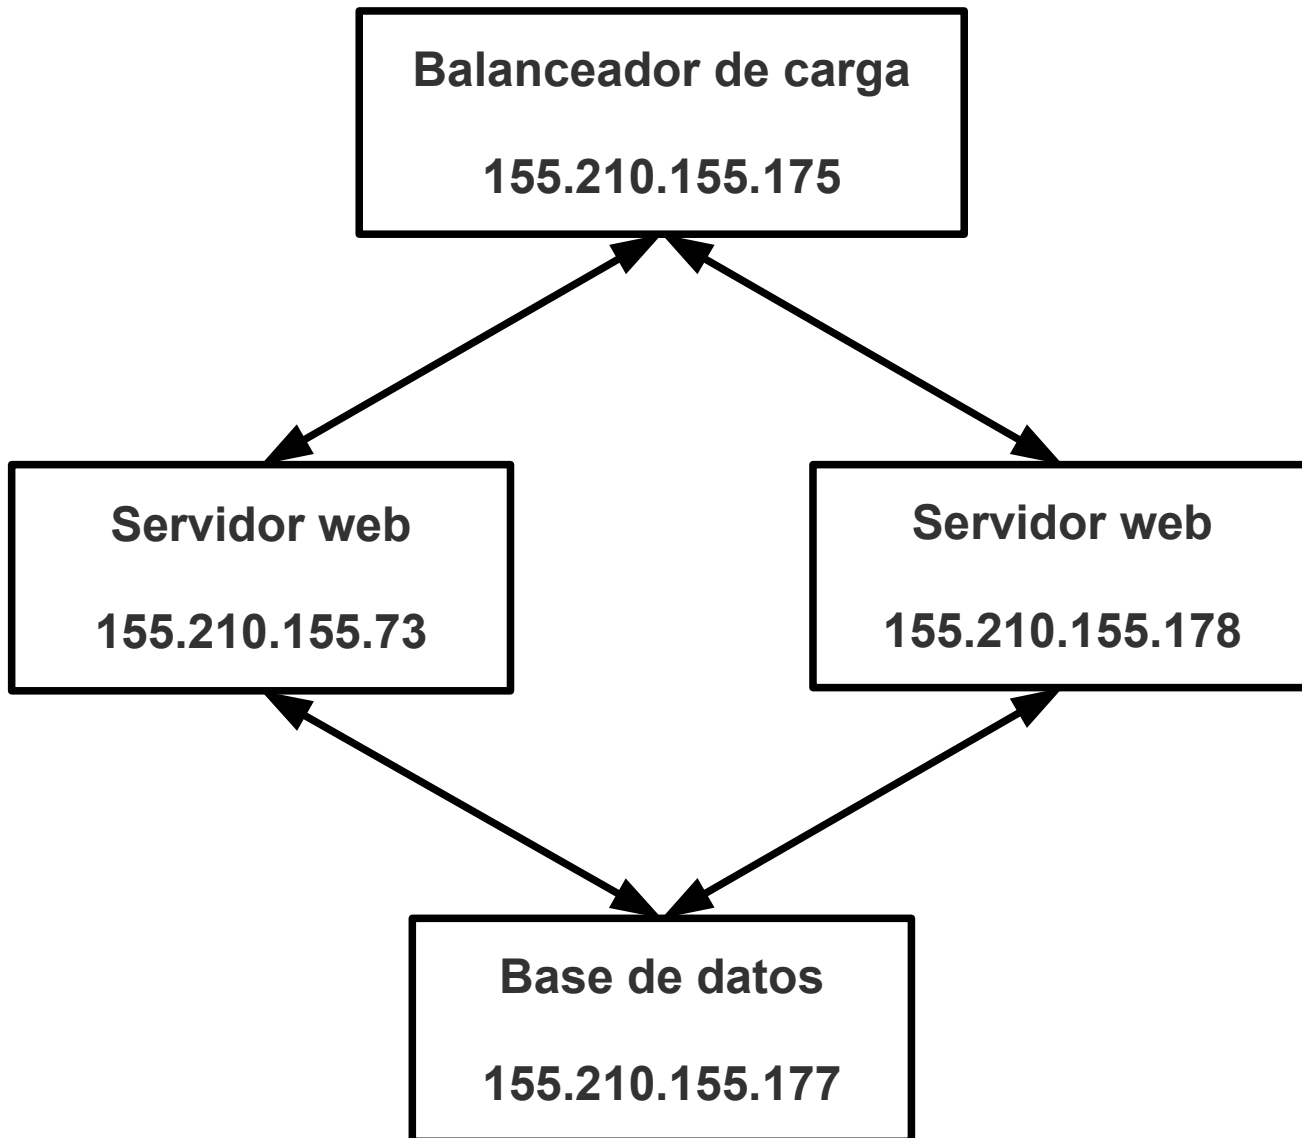 Balanceador de carga
155.210.155.175
Servidor web
155.210.155.73
Servidor web
155.210.155.178
Base de datos
155.210.155.177